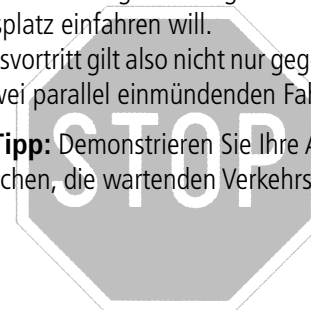 splatz einfahren will.
svortritt gilt also nicht nur geg
wei parallel einmündenden Fal
Tipp: Demonstrieren Sie Ihre A
chen, die wartenden Verkehrs
STOP